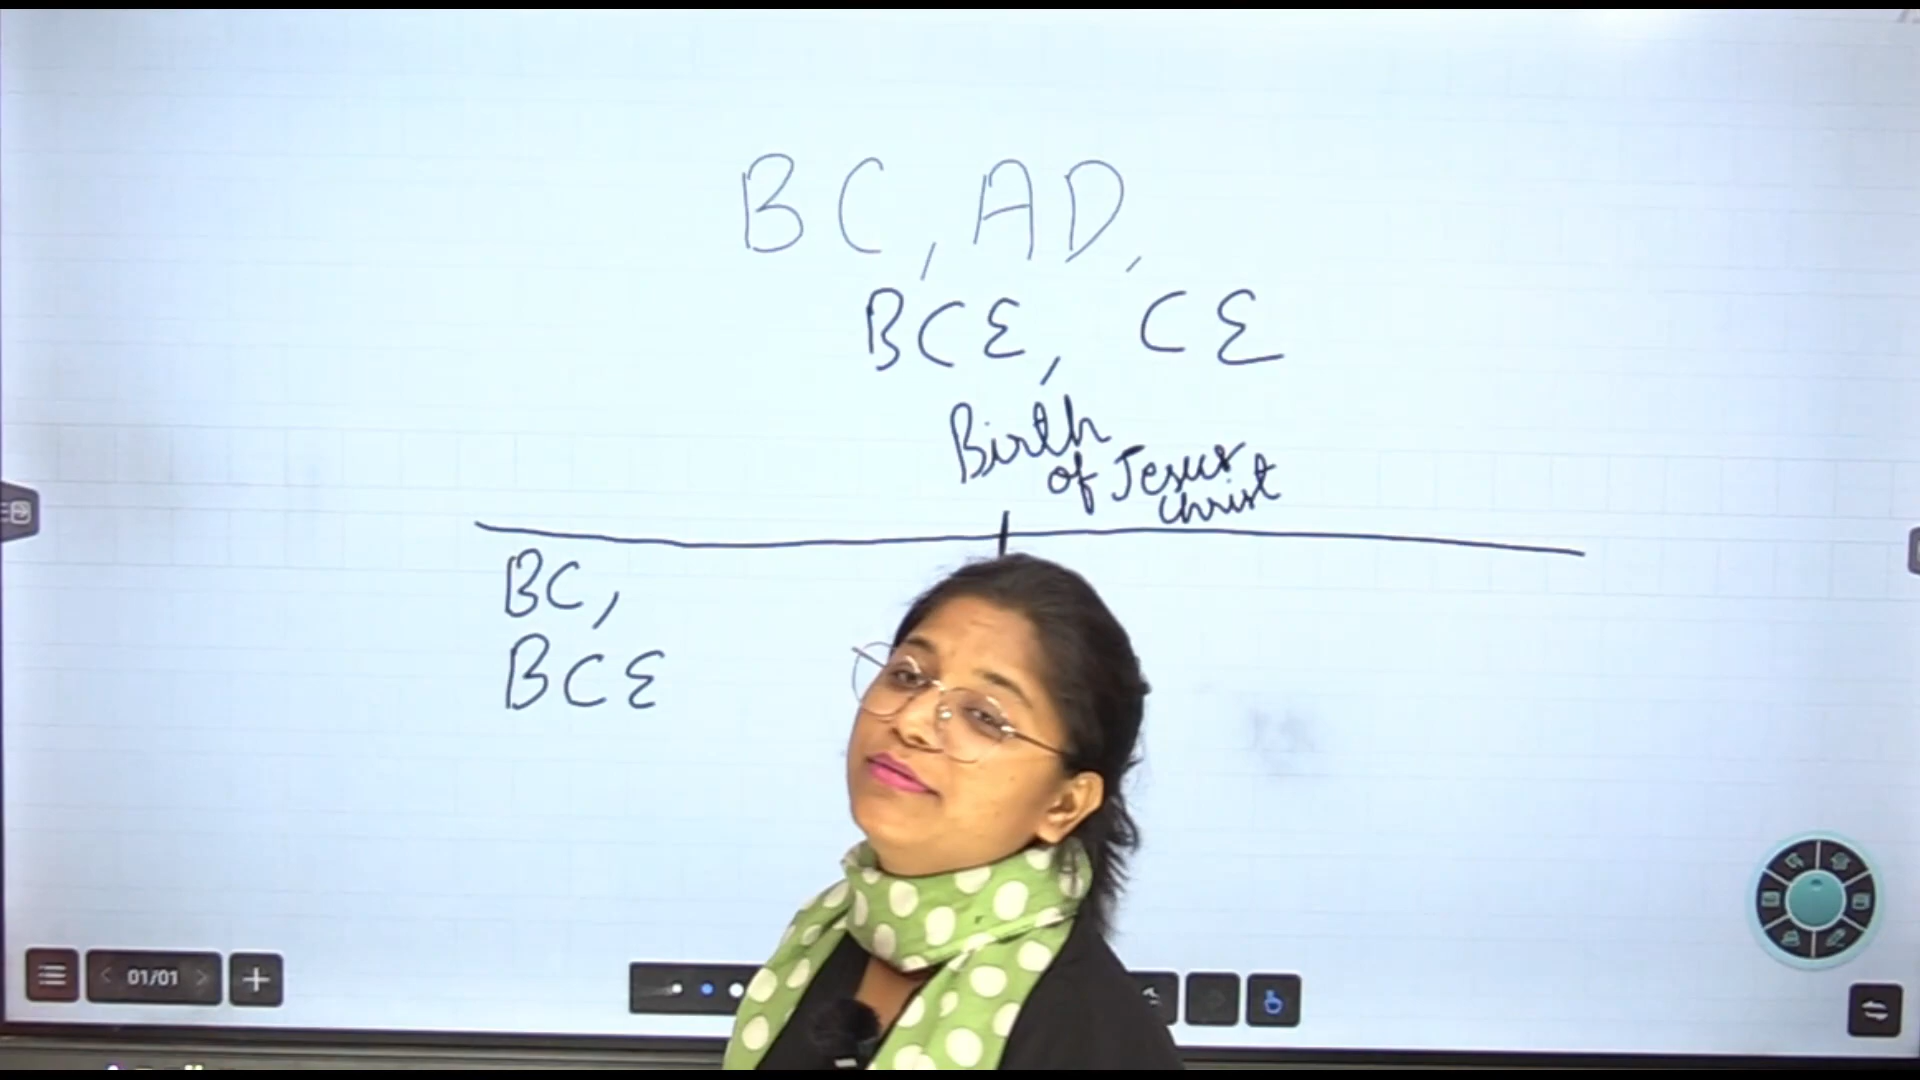 BC, AD,
BCE, CE
Birth
of Jesus
Christ
BC,
BCE
01/01